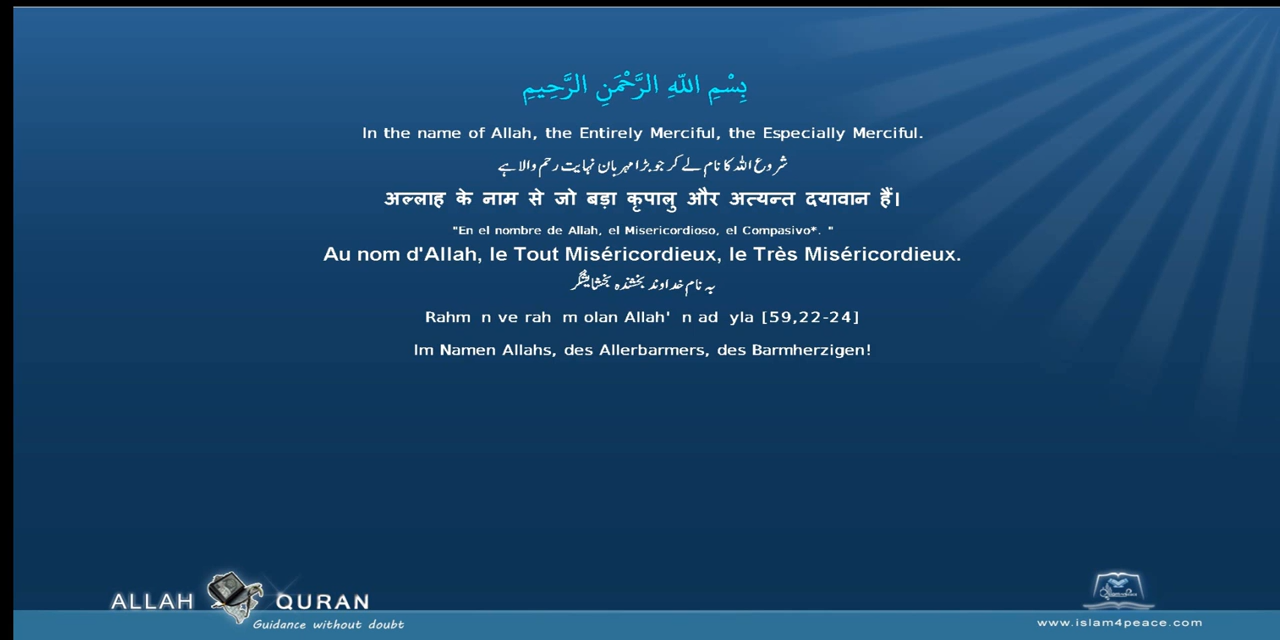 بِسْمِ اللَّهِ الرَّحْمَنِ الرَّحِيمِ
In the name of Allah, the Entirely Merciful, the Especially Merciful.
شروع الله کا نام لے کر جو بڑا مہربان نہایت رحم والا ہے
अल्लाह के नाम से जो बड़ा कृपालु और अत्यन्त दयावान हैं।
"En el nombre de Allah, el Misericordioso, el Compasivo*. "
Au nom d'Allah, le Tout Miséricordieux, le Très Miséricordieux.
به نام خداوند بخشنده بخشایشگر
Rahm n ve rah m olan Allah' n ad yla [59,22-24]
Im Namen Allahs, des Allerbarmers, des Barmherzigen!
ALLAH QURAN
Guidance without doubt
www.islam4peace.com